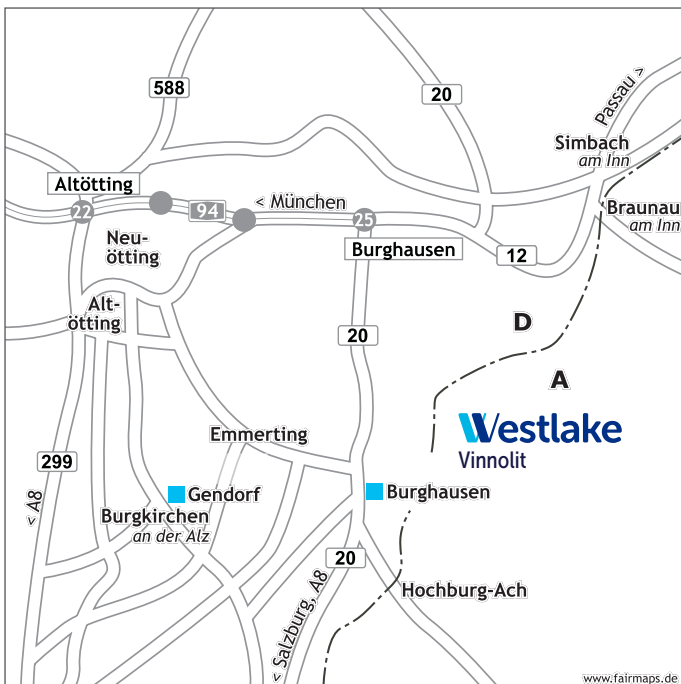 588
20
Passau >
Simbach
am Inn
Altötting
22
94
< München
25
Braunau
am Inn
Neu-
ötting
Burghausen
12
Alt-
ötting
20
D
A
Westlake
Vinnolit
Emmerting
299
< A8
Gendorf
Burghausen
Burgkirchen
an der Alz
20
< Salzburg, A8
Hochburg-Ach
www.fairmaps.de